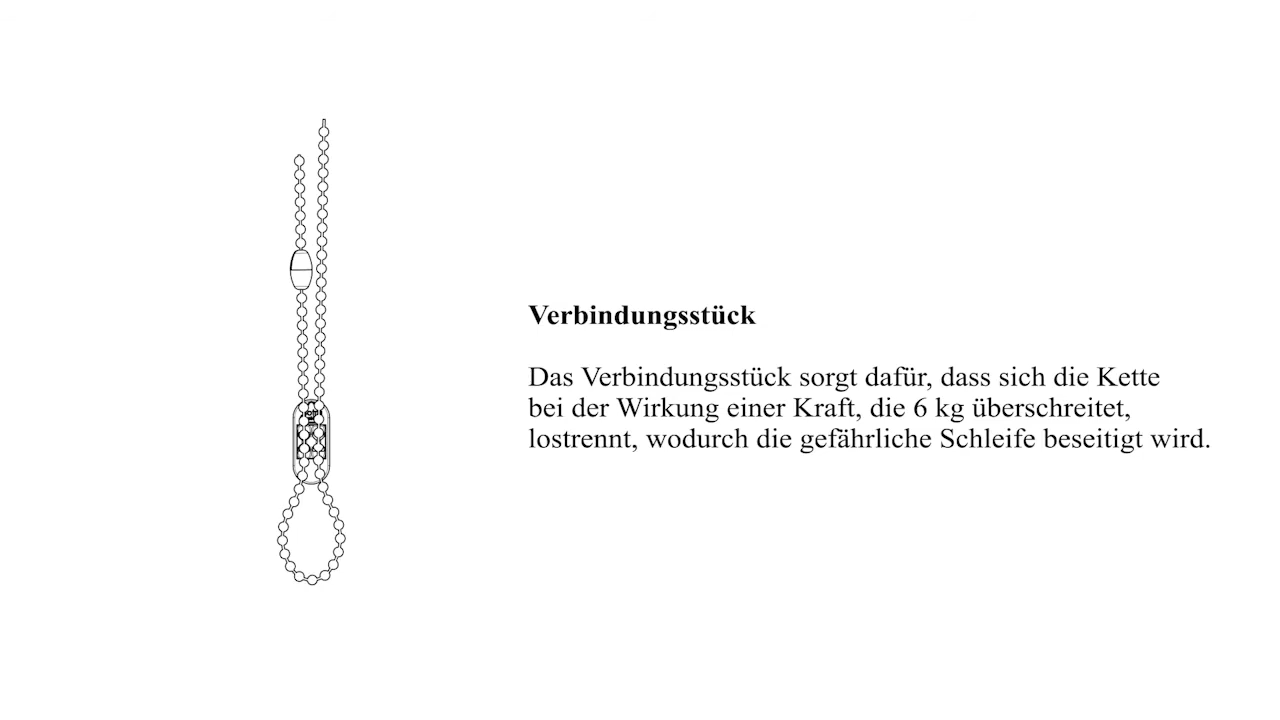 Verbindungsstück
Das Verbindungsstück sorgt dafür, dass sich die Kette
bei der Wirkung einer Kraft, die 6 kg überschreitet,
lostrennt, wodurch die gefährliche Schleife beseitigt wird.